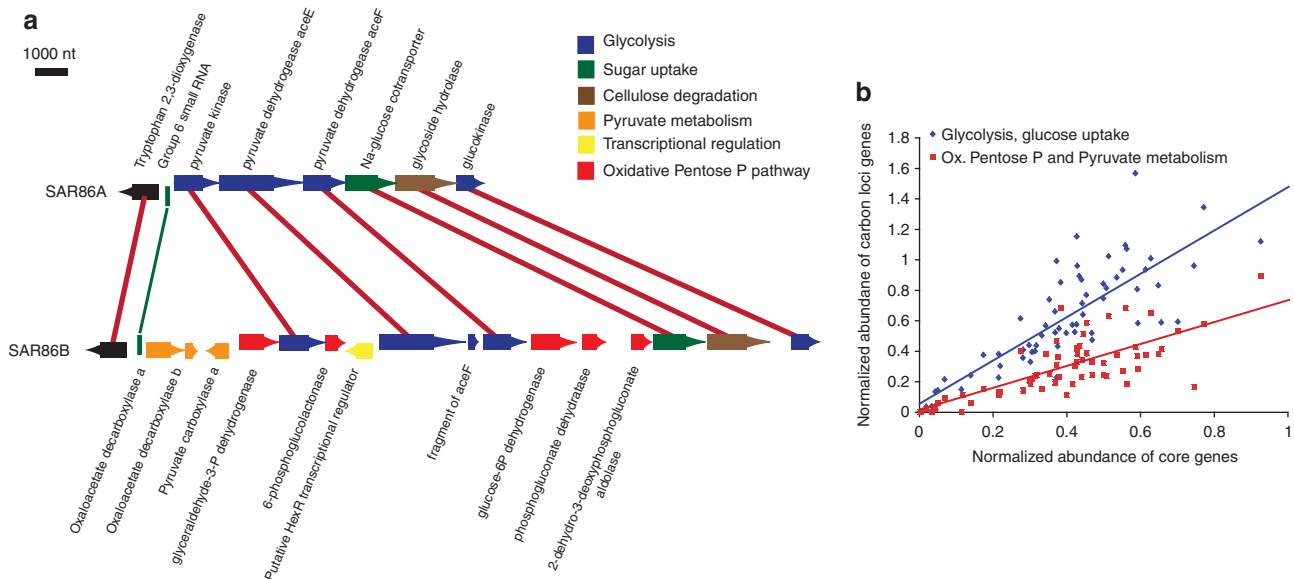 a
1000 nt
Tryptophan 2,3-dioxygenase
Group 6 small RNA
pyruvate kinase
pyruvate dehydrogease aceE
pyruvate dehydrogease aceF
Na-glucose cotransporter
glycoside hydrolase
glucokinase
Glycolysis
Sugar uptake
Cellulose degradation
Pyruvate metabolism
Transcriptional regulation
Oxidative Pentose P pathway
SAR86A
SAR86B
Oxaloacetate decarboxylase a
Oxaloacetate decarboxylase b
Pyruvate carboxylase a
glyceraldehyde-3-P dehydrogenase
6-phosphoglucolactonase
Putative HexR transcriptional regulator
fragment of aceF
glucose-6P dehydrogenase
phosphogluconate dehydratase
2-dehydro-3-deoxyphosphogluconate
aldolase
b
Glycolysis, glucose uptake
Ox. Pentose P and Pyruvate metabolism
Normalized abundane of carbon loci genes
1.8
1.6
1.4
1.2
1
0.8
0.6
0.4
0.2
0
0 0.2 0.4 0.6 0.8 1
Normalized abundance of core genes